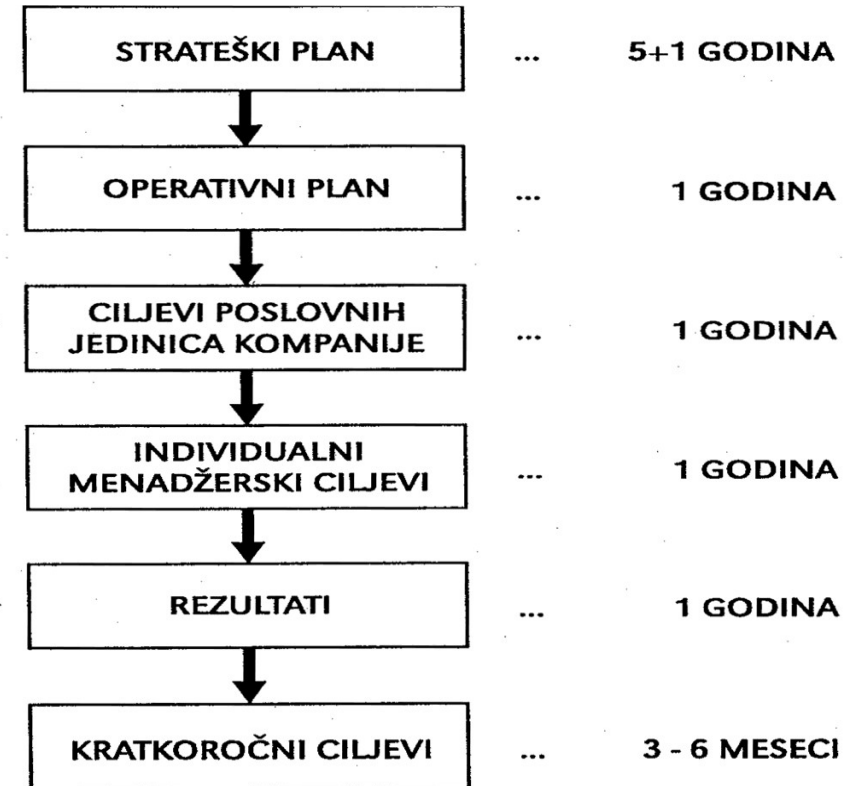 STRATEŠKI PLAN ... 5+1 GODINA
OPERATIVNI PLAN ... 1 GODINA
CILJEVI POSLOVNIH
JEDINICA KOMPANIJE ... 1 GODINA
INDIVIDUALNI
MENADŽERSKI CILJEVI ... 1 GODINA
REZULTATI ... 1 GODINA
KRATKOROČNI CILJEVI ... 3 - 6 MESECI